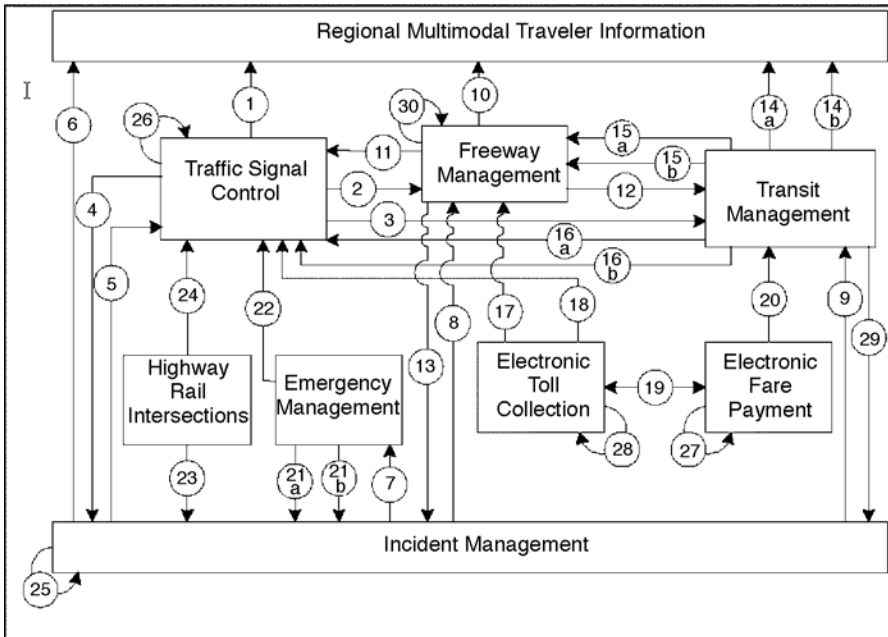 Regional Multimodal Traveler Information
6
1
10
14
a
14
b
26
30
11
15
a
15
b
Traffic Signal
Control
Freeway
Management
Transit
Management
4
2
12
3
16
a
16
b
5
24
22
17
18
8
20
9
13
29
Highway
Rail
Intersections
Emergency
Management
Electronic
Toll
Collection
19
Electronic
Fare
Payment
28
27
23
21
a
21
b
7
Incident Management
25